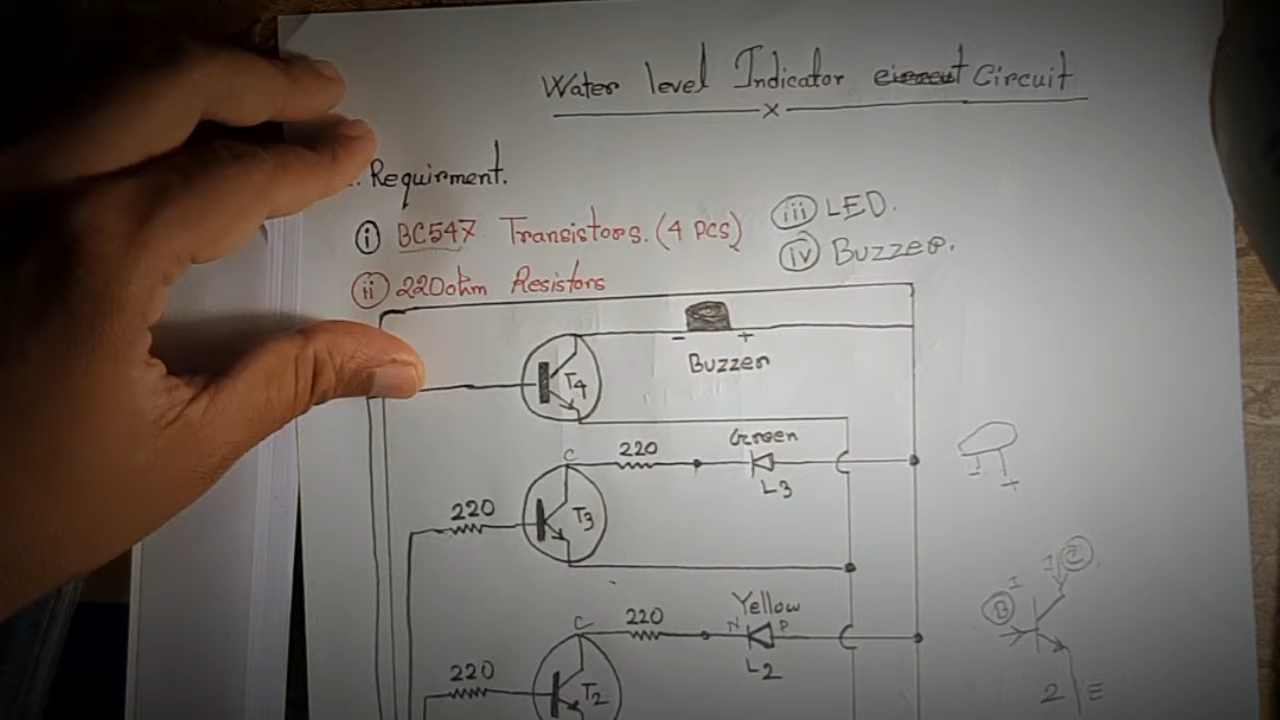 Water level Indicator Circuit
x
Requirment.
i BC547 Transistors. (4 PCS)
ii 220ohm Resistors
iii LED.
iv Buzzer.
- +
Buzzer
T4
C 220 Green
L3
220 T3
- +
C 220 Yellow
N P
L2
220 T2
I I C
B
2